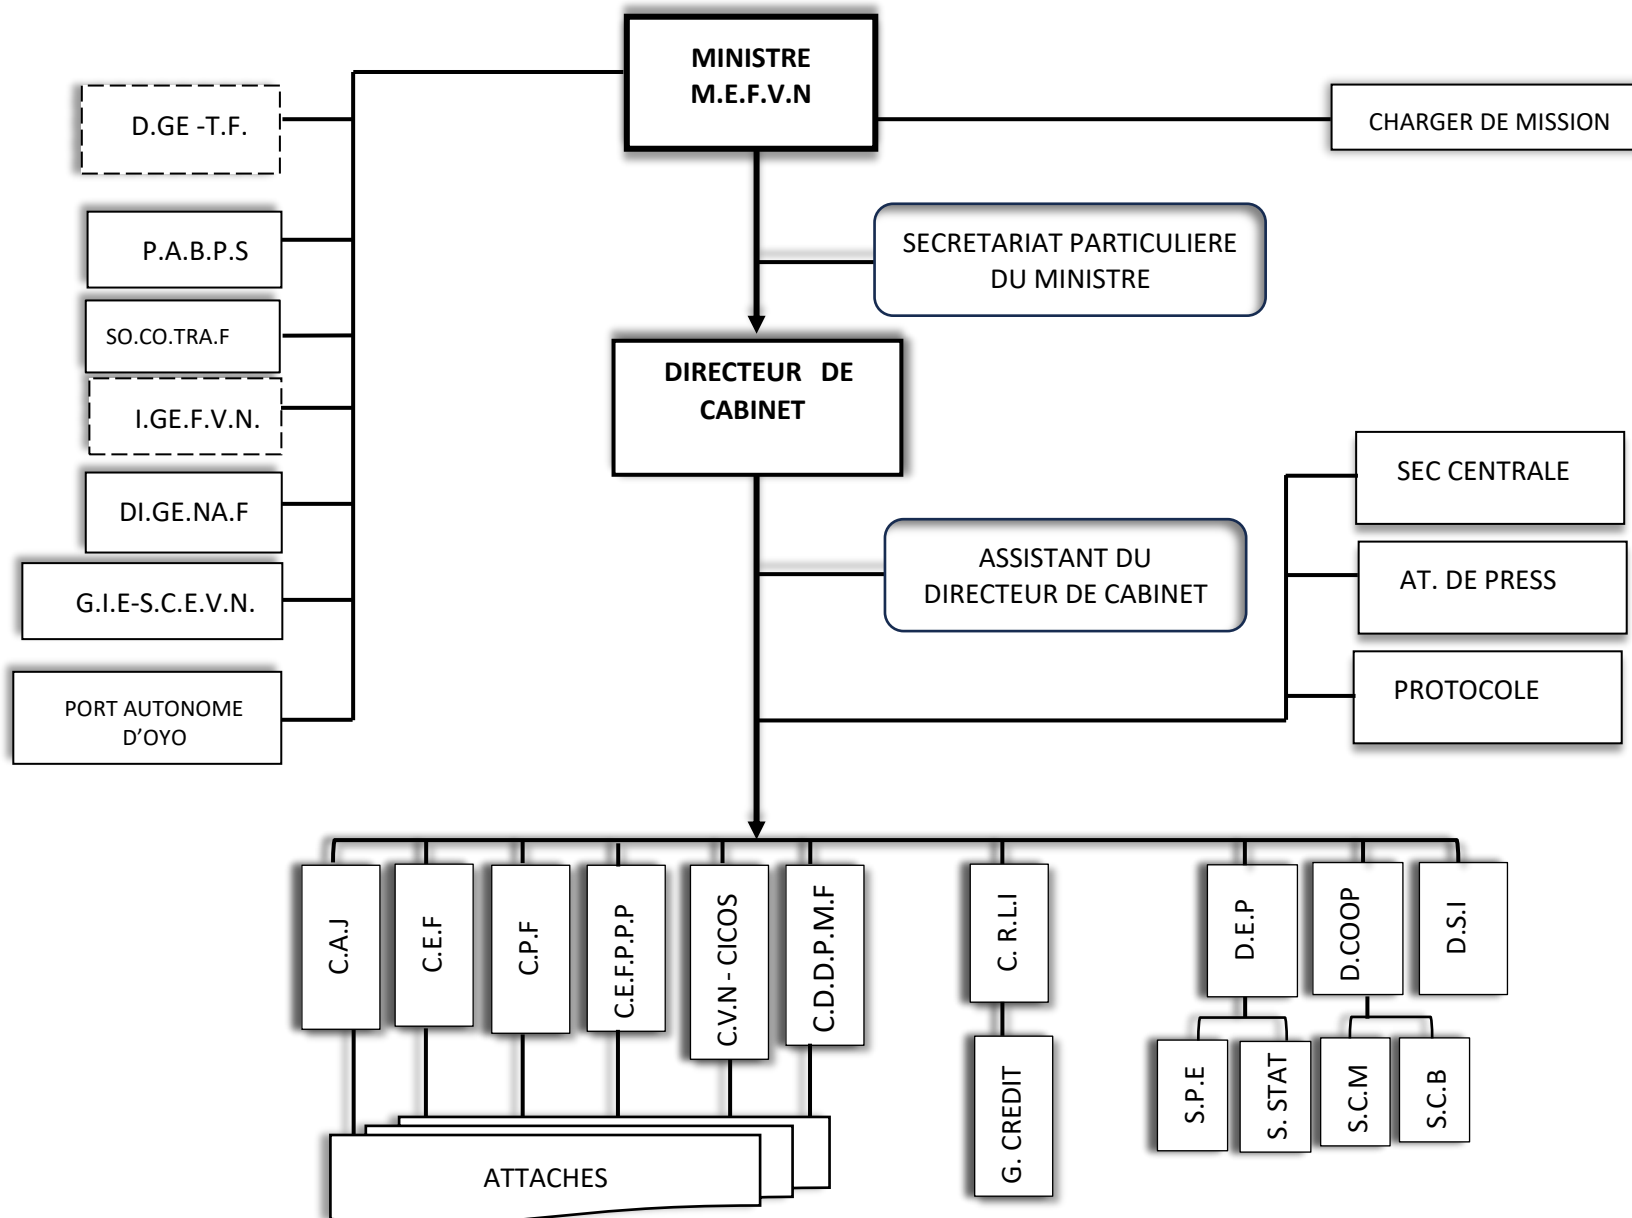 MINISTRE
M.E.F.V.N
D.GE -T.F.
CHARGER DE MISSION
P.A.B.P.S
SECRETARIAT PARTICULIERE
DU MINISTRE
SO.CO.TRA.F
DIRECTEUR DE
CABINET
I.GE.F.V.N.
SEC CENTRALE
DI.GE.NA.F
ASSISTANT DU
DIRECTEUR DE CABINET
AT. DE PRESS
G.I.E-S.C.E.V.N.
PROTOCOLE
PORT AUTONOME
D’OYO
C.A.J
C.E.F
C.P.F
C.E.F.P.P.P
C.V.N - CICOS
C.D.D.P.M.F
C. R.L.I
D.E.P
D.COOP
D.S.I
G. CREDIT
S.P.E
S. STAT
S.C.M
S.C.B
ATTACHES